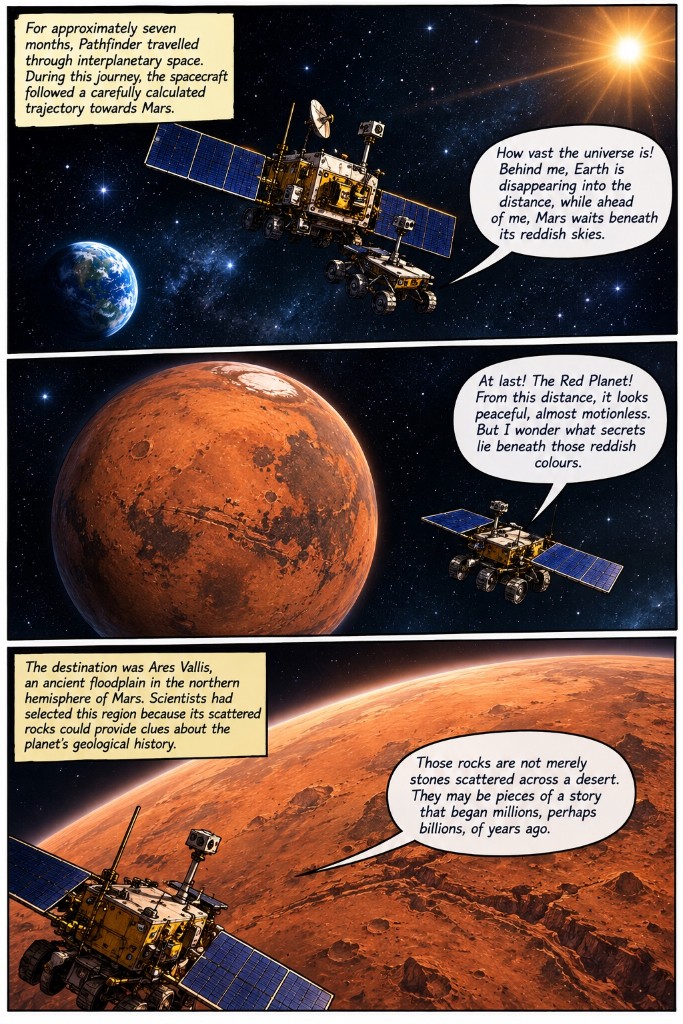 For approximately seven
months, Pathfinder travelled
through interplanetary space.
During this journey, the spacecraft
followed a carefully calculated
trajectory towards Mars.
How vast the universe is!
Behind me, Earth is
disappearing into the
distance, while ahead
of me, Mars waits beneath
its reddish skies.
At last! The Red Planet!
From this distance, it looks
peaceful, almost motionless.
But I wonder what secrets
lie beneath those reddish
colours.
The destination was Ares Vallis,
an ancient floodplain in the northern
hemisphere of Mars. Scientists had
selected this region because its scattered
rocks could provide clues about the
planet's geological history.
Those rocks are not merely
stones scattered across a desert.
They may be pieces of a story
that began millions, perhaps
billions, of years ago.